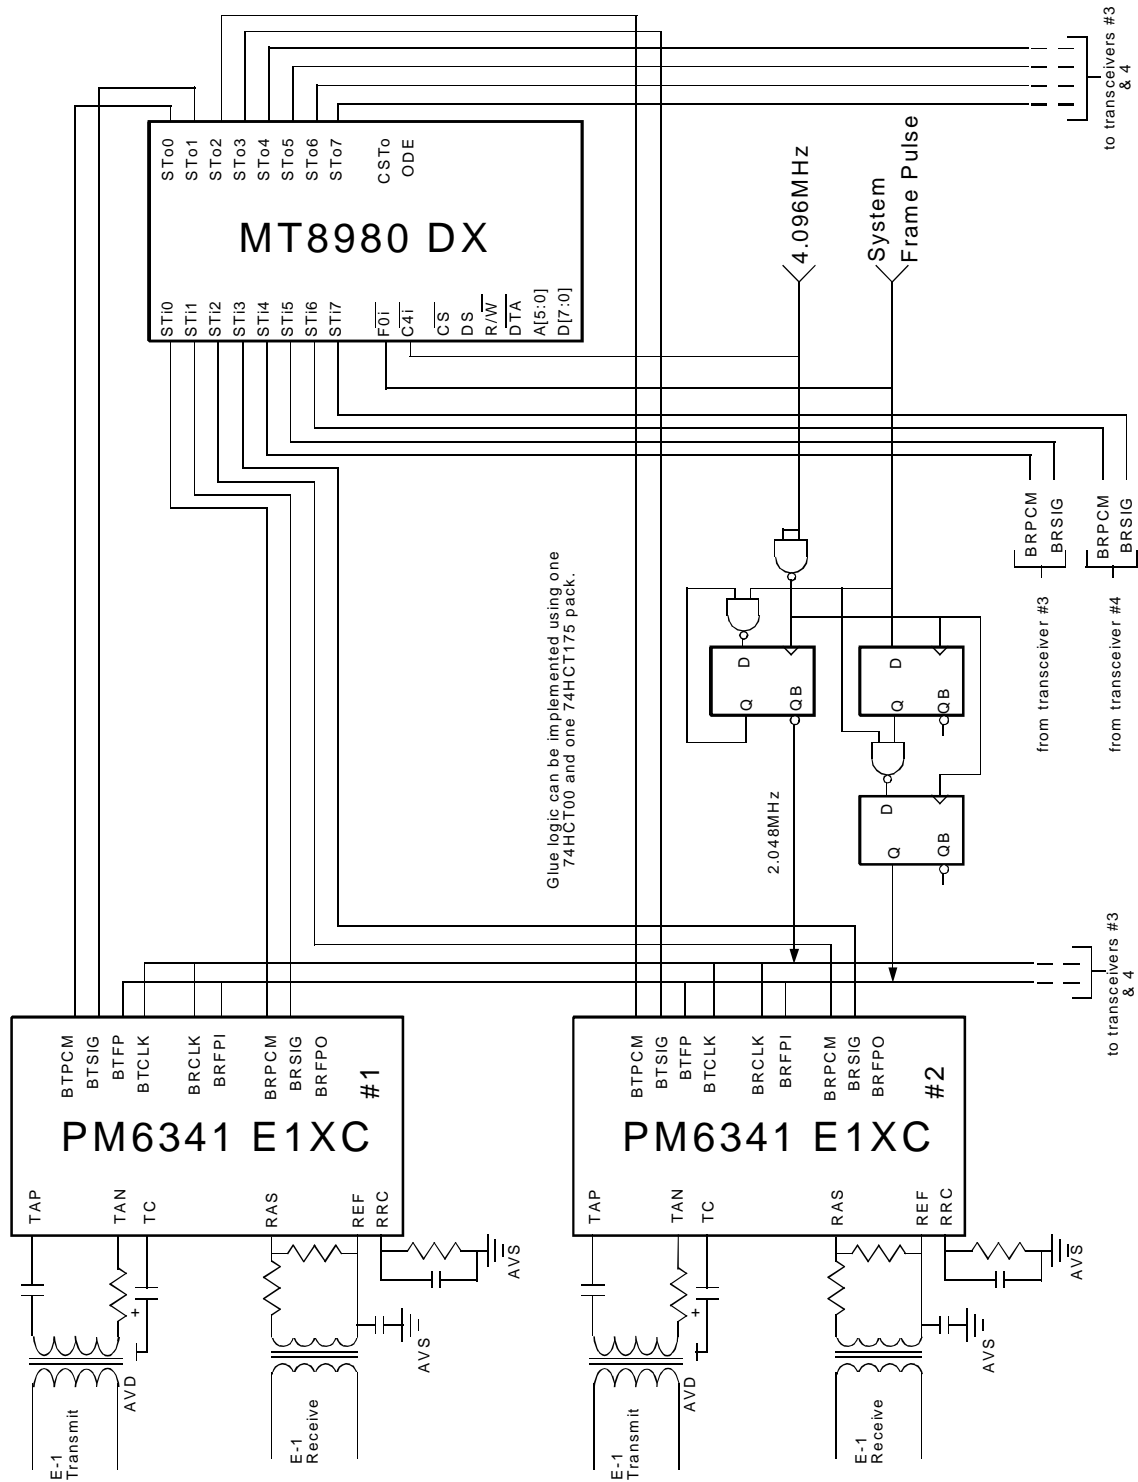 to transceivers #3
& 4
STo0
STo1
STo2
STo3
STo4
STo5
STo6
STo7
CSTo
ODE
MT8980 DX
STi0
STi1
STi2
STi3
STi4
STi5
STi6
STi7
F0i
C4i
CS
DS
R/W
DTA
A[5:0]
D[7:0]
4.096MHz
System
Frame Pulse
BRPCM
BRSIG
BRPCM
BRSIG
from transceiver #3
from transceiver #4
Glue logic can be implemented using one
74HCT00 and one 74HCT175 pack.
D
Q
QB
D
Q
QB
D
Q
QB
2.048MHz
to transceivers #3
& 4
BTPCM
BTSIG
BTFP
BTCLK
BRCLK
BRFPI
BRPCM
BRSIG
BRFPO
#1
PM6341 E1XC
TAP
TAN
TC
RAS
REF
RRC
AVS
+
AVD
AVS
E-1
Transmit
E-1
Receive
BTPCM
BTSIG
BTFP
BTCLK
BRCLK
BRFPI
BRPCM
BRSIG
BRFPO
#2
PM6341 E1XC
TAP
TAN
TC
RAS
REF
RRC
AVS
+
AVD
AVS
E-1
Transmit
E-1
Receive